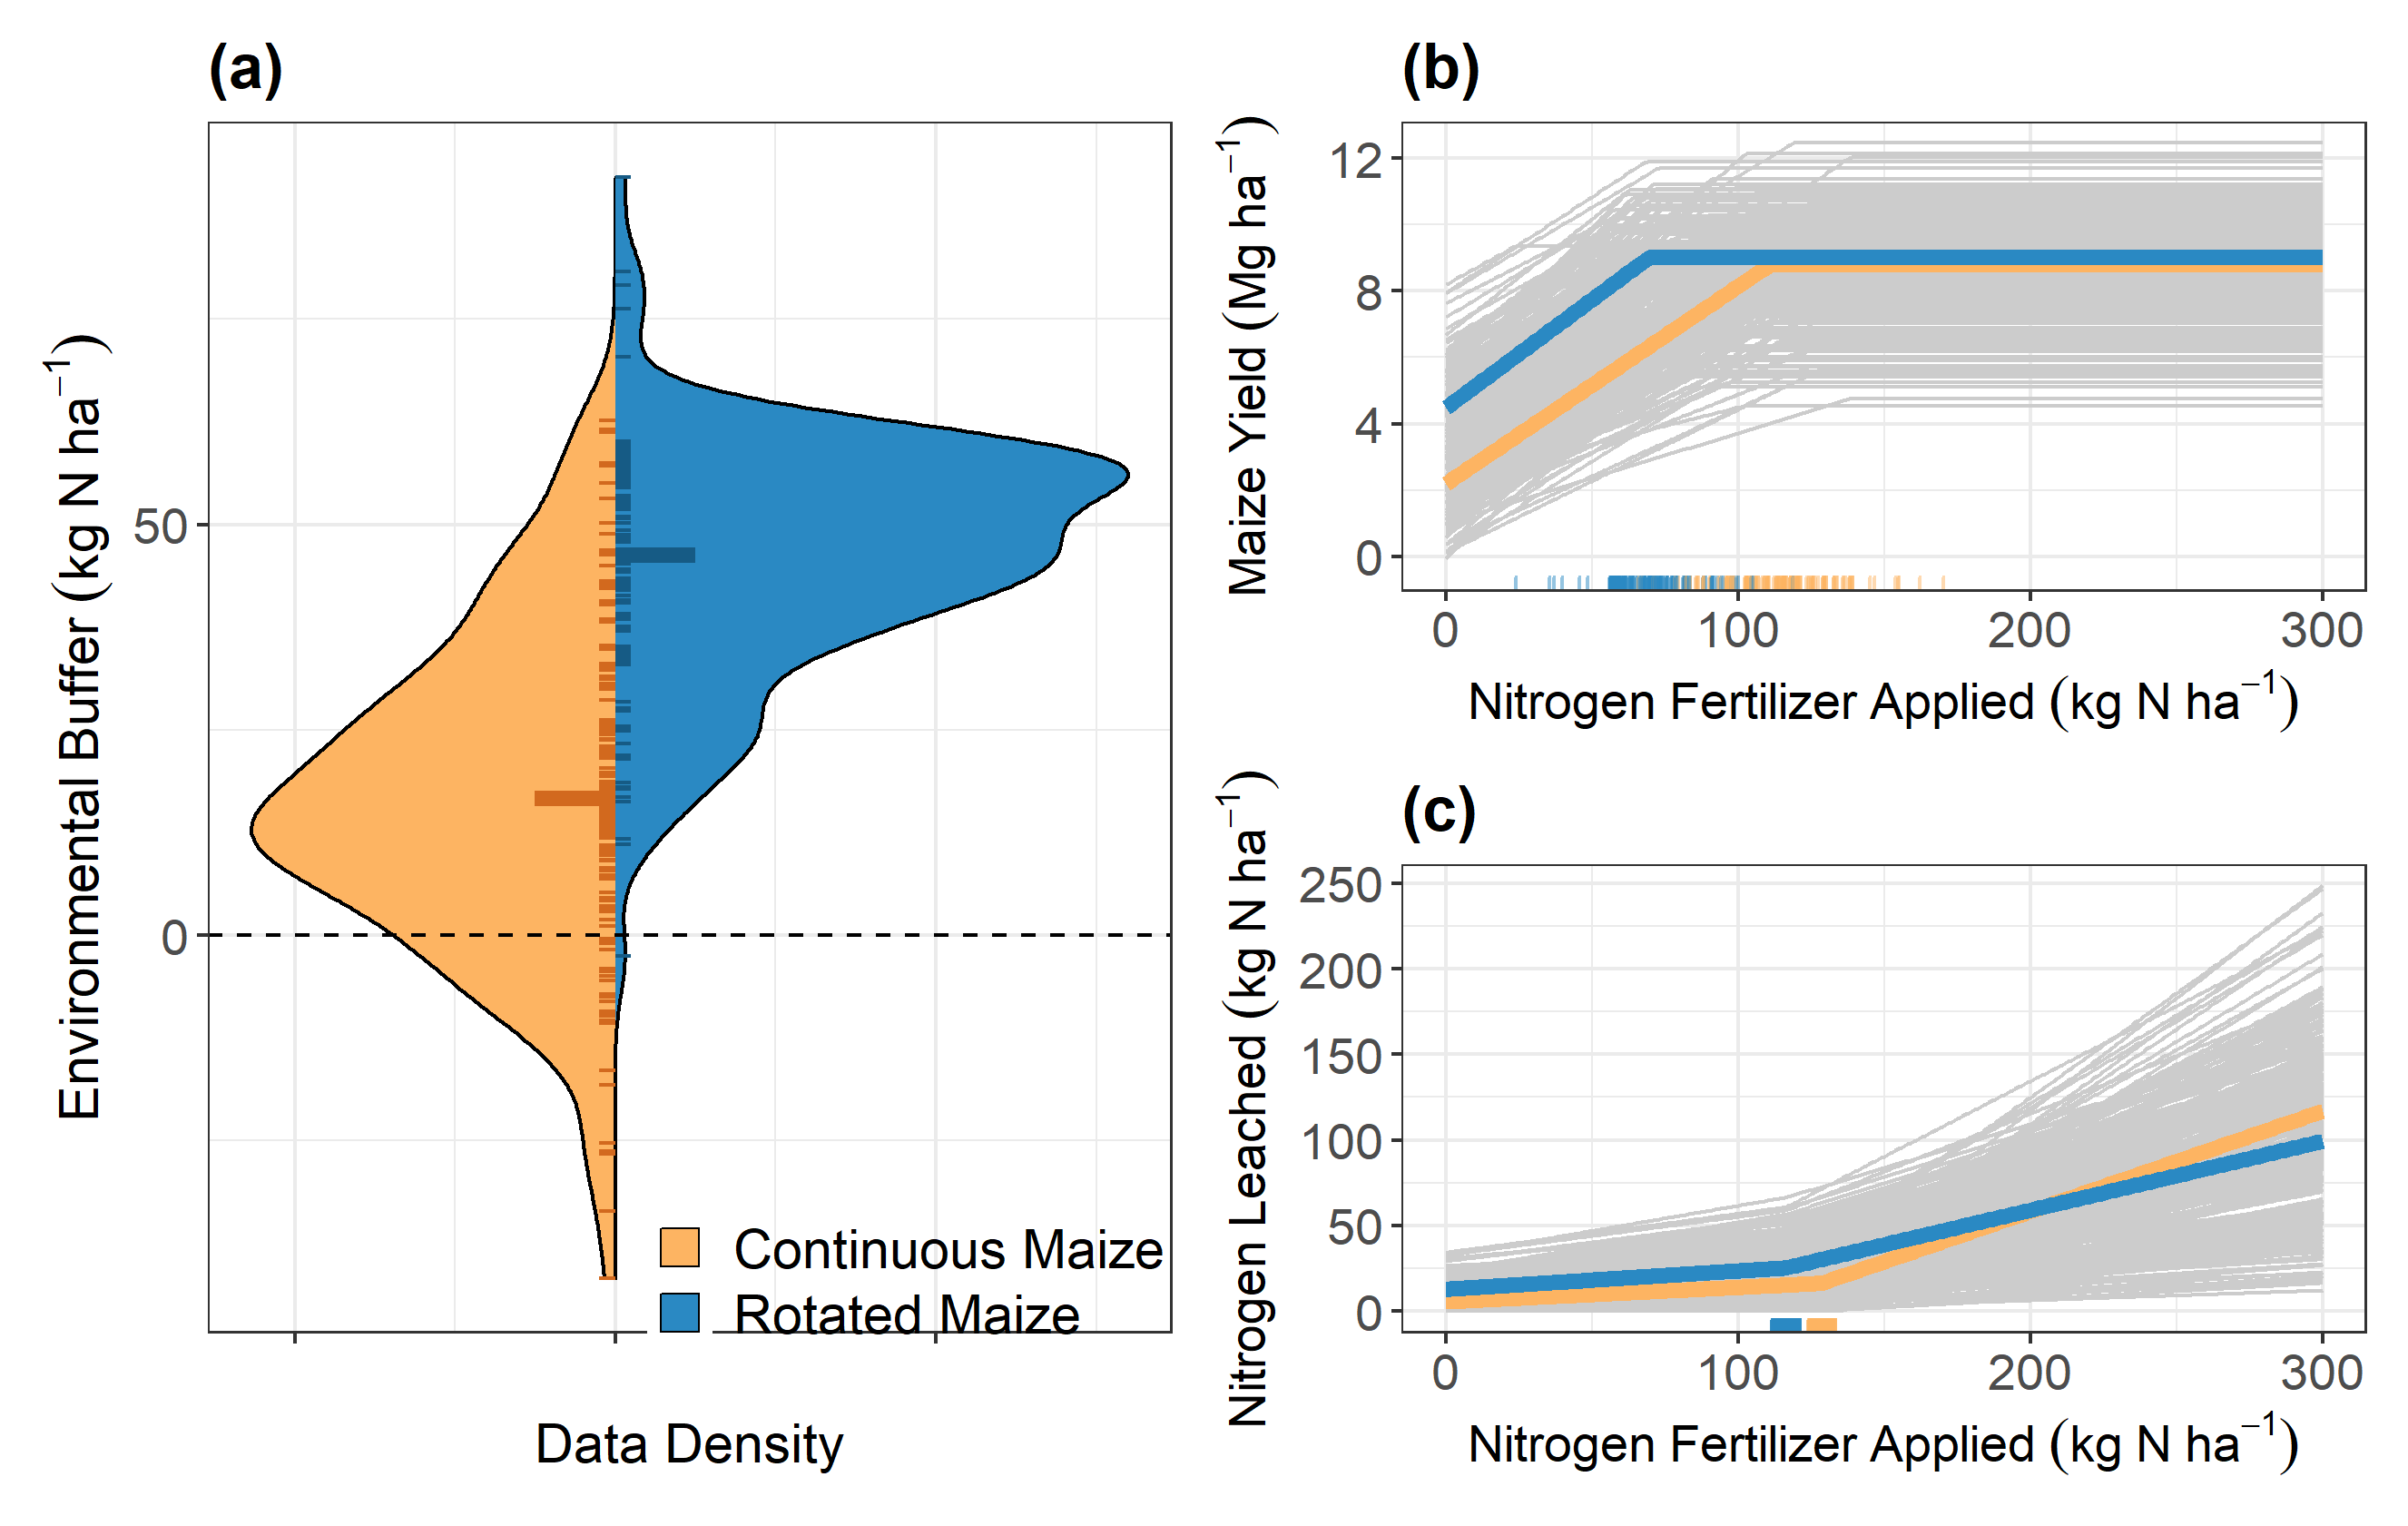 (a)
Environmental Buffer (kg N ha⁻¹)
50
0
Continuous Maize
Rotated Maize
Data Density
(b)
Maize Yield (Mg ha⁻¹)
12
8
4
0
0 100 200 300
Nitrogen Fertilizer Applied (kg N ha⁻¹)
(c)
Nitrogen Leached (kg N ha⁻¹)
250
200
150
100
50
0
0 100 200 300
Nitrogen Fertilizer Applied (kg N ha⁻¹)